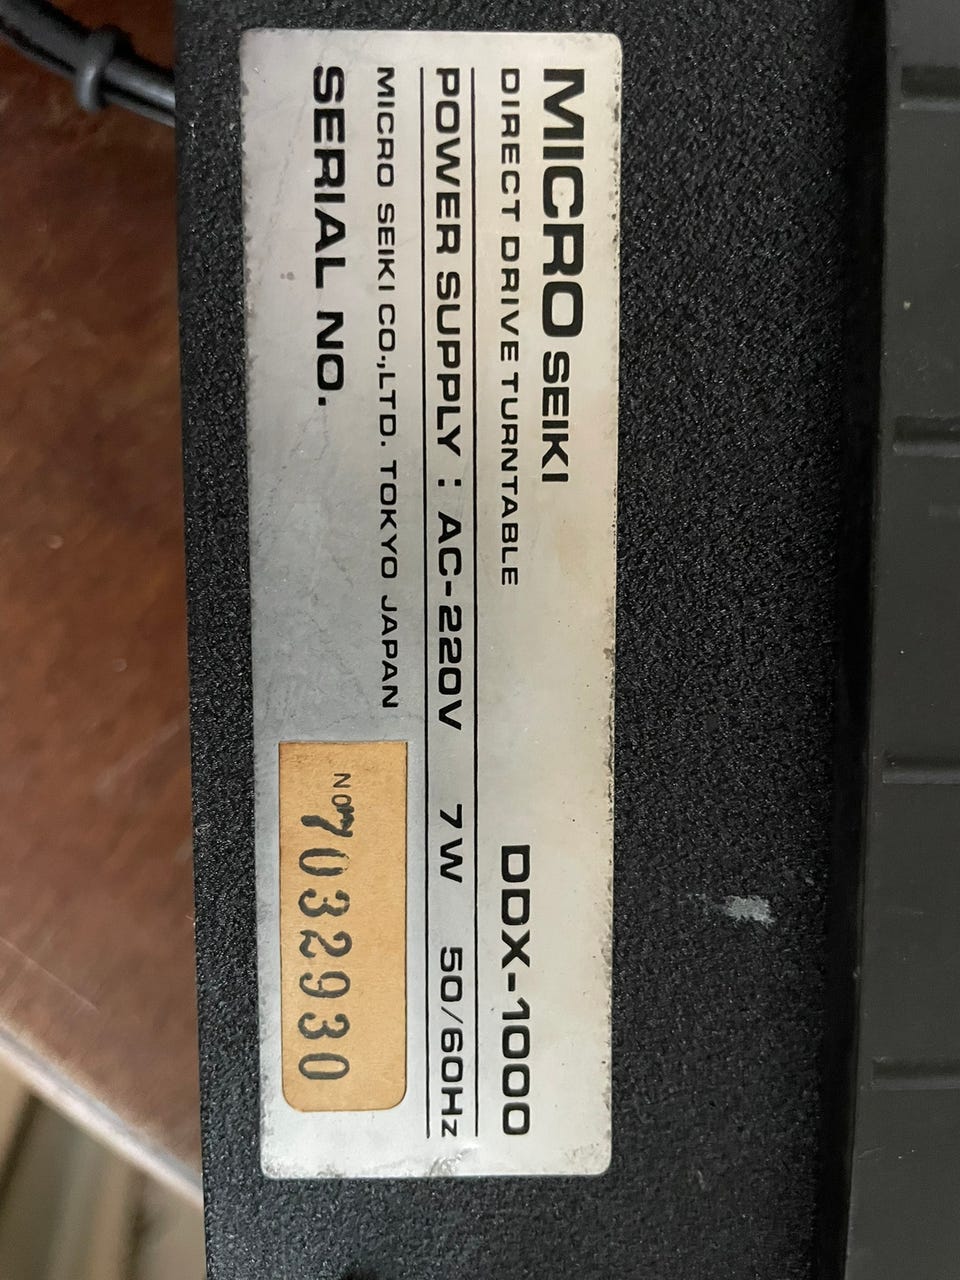 MICRO SEIKI
DIRECT DRIVE TURNTABLE DDX-1000
POWER SUPPLY : AC-220V 7W 50/60Hz
MICRO SEIKI CO.,LTD. TOKYO JAPAN
SERIAL NO. NO 7032930